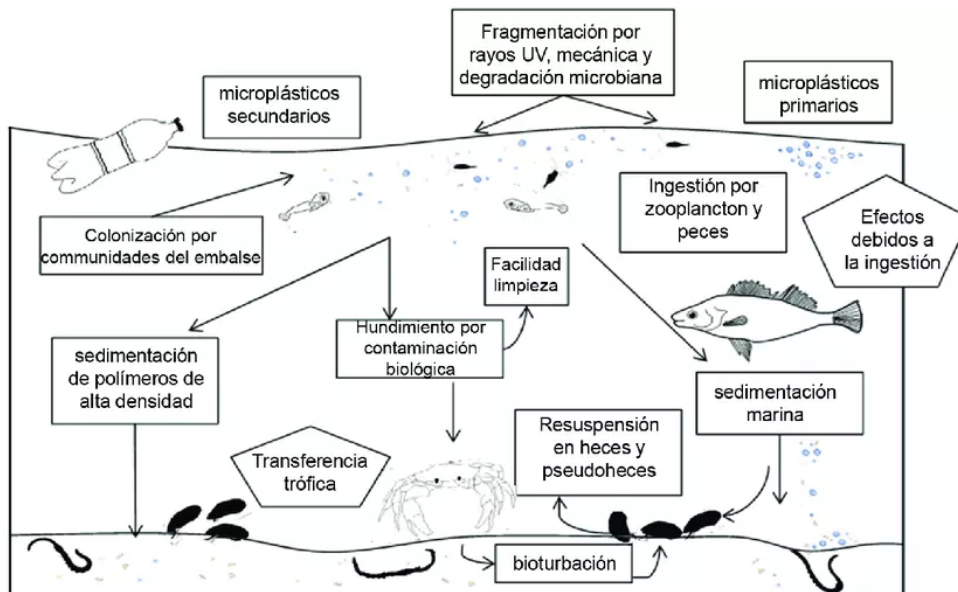 Fragmentación por
rayos UV, mecánica y
degradación microbiana
microplásticos
secundarios
microplásticos
primarios
Ingestión por
zooplancton y
peces
Efectos
debidos a
la ingestión
Colonización por
communidades del embalse
Facilidad
limpieza
Hundimiento por
contaminación
biológica
sedimentación
de polímeros de
alta densidad
sedimentación
marina
Resuspensión
en heces y
pseudoheces
Transferencia
trófica
bioturbación